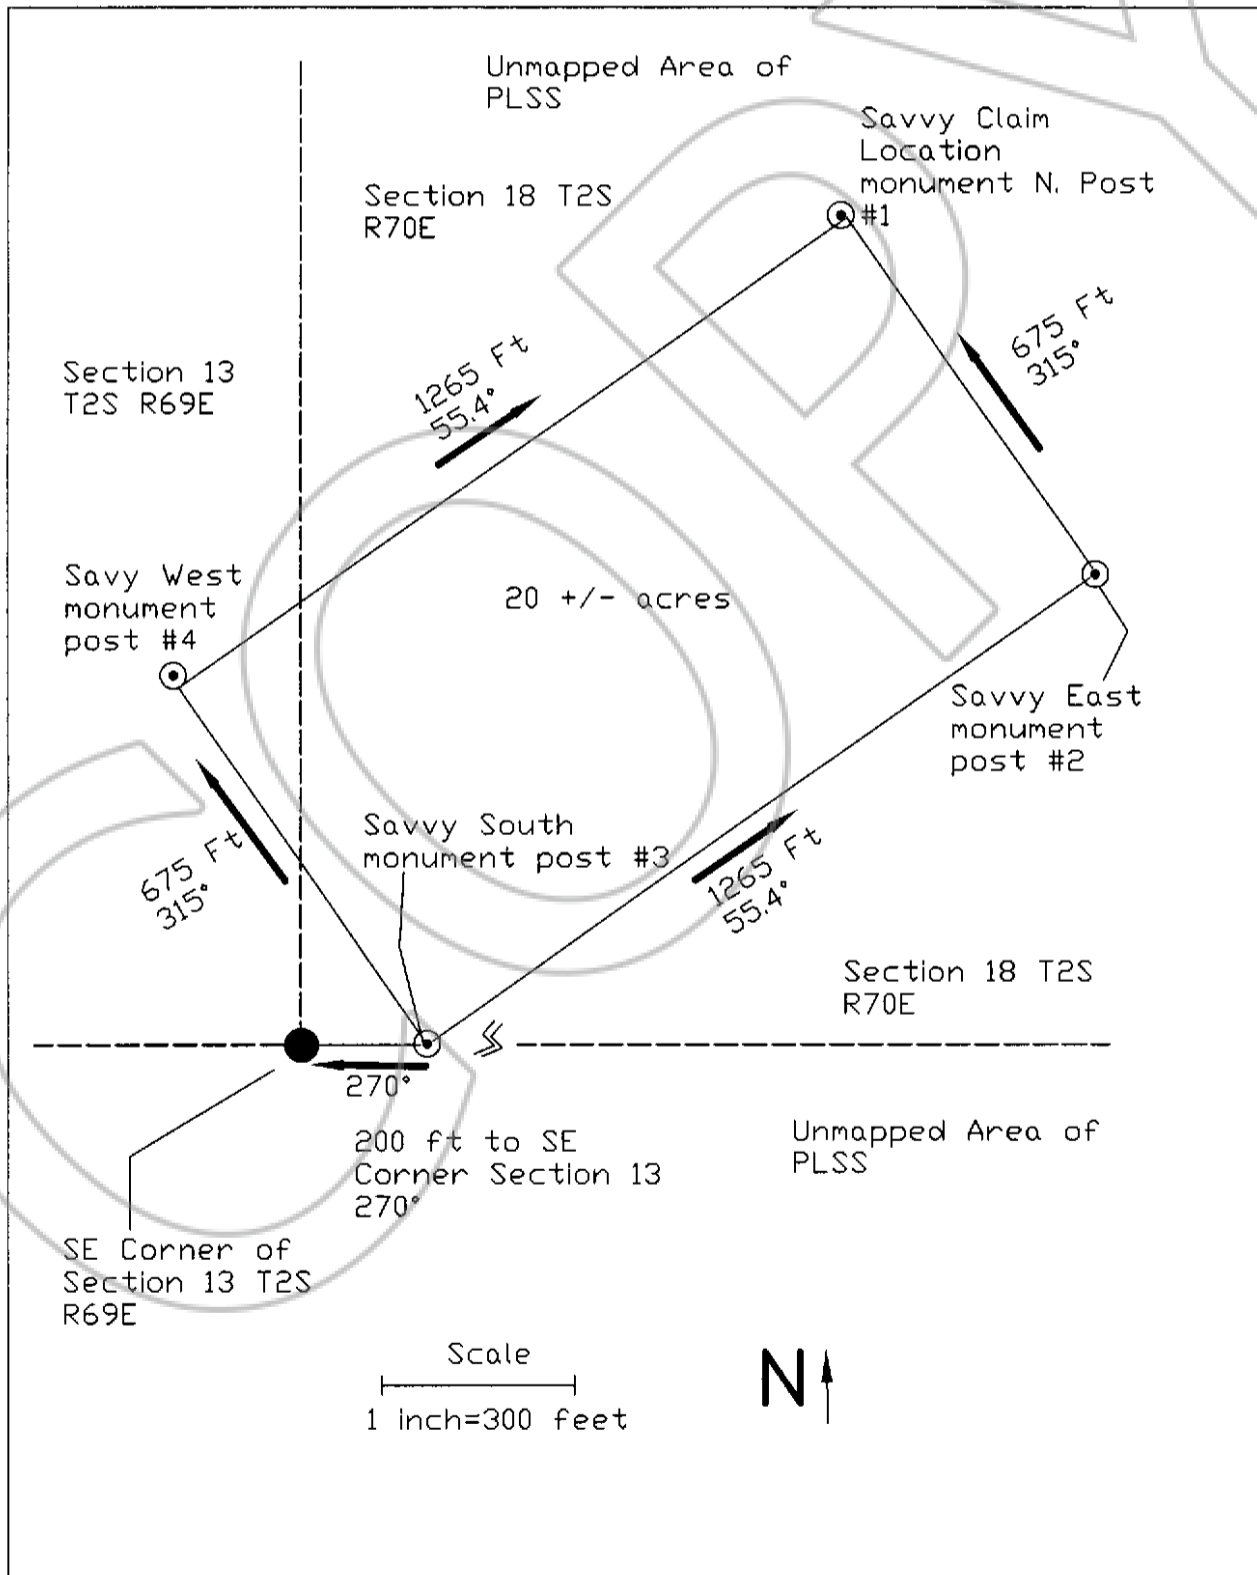 Unmapped Area of
PLSS
Savvy Claim
Location
monument N. Post
#1
Section 18 T2S
R70E
675 Ft
315°
1265 Ft
55.4°
Section 13
T2S R69E
Savy West
monument
post #4
20 +/- acres
Savvy East
monument
post #2
Savvy South
monument post #3
675 Ft
315°
1265 Ft
55.4°
Section 18 T2S
R70E
270°
200 ft to SE
Corner Section 13
270°
Unmapped Area of
PLSS
SE Corner of
Section 13 T2S
R69E
Scale
1 inch=300 feet
N
COPY